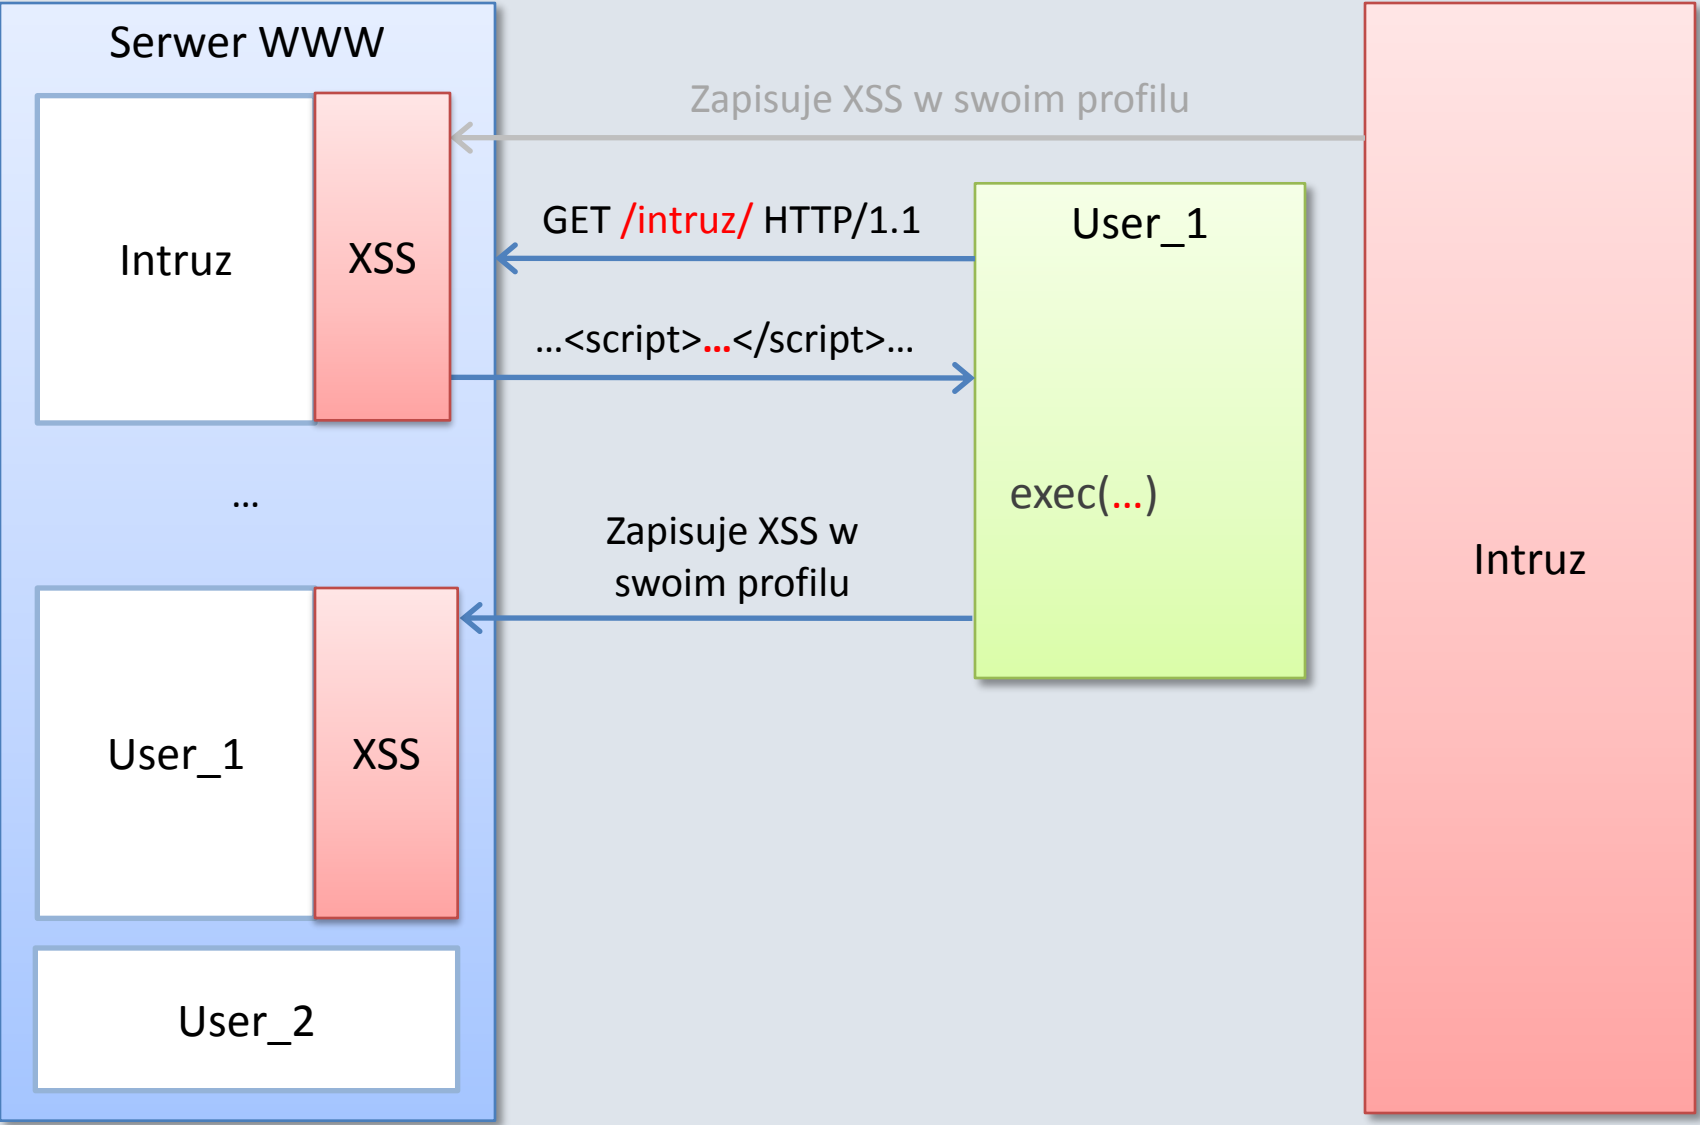 Serwer WWW
Zapisuje XSS w swoim profilu
GET /intruz/ HTTP/1.1
User_1
Intruz
XSS
...<script>...</script>...
...
exec(...)
Zapisuje XSS w
swoim profilu
Intruz
User_1
XSS
User_2